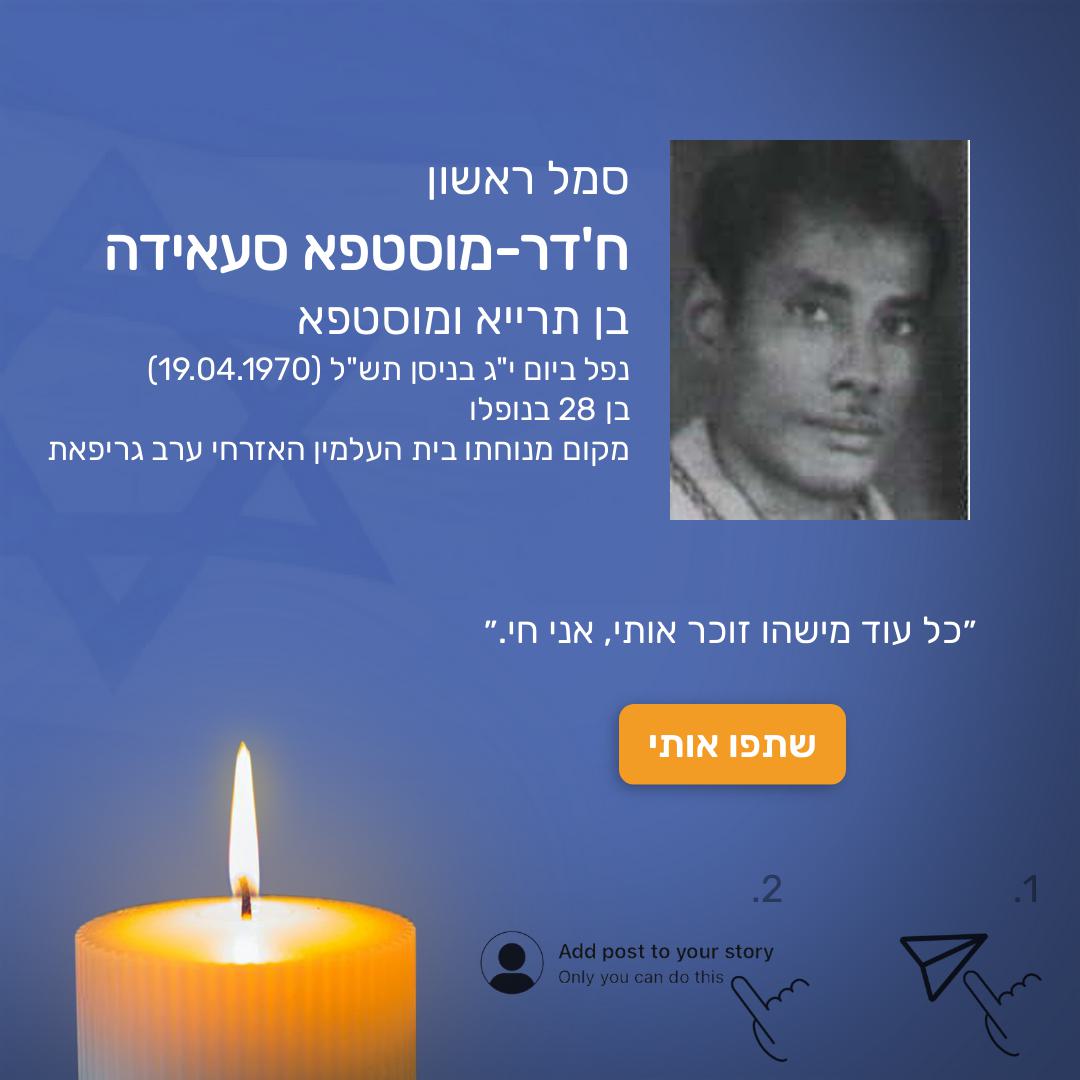 סמל ראשון
ח'דר-מוסטפא סעאידה
בן תרייא ומוסטפא
נפל ביום י"ג בניסן תש"ל (19.04.1970)
בן 28 בנופלו
מקום מנוחתו בית העלמין האזרחי ערב גריפאת
״כל עוד מישהו זוכר אותי, אני חי.״
שתפו אותי
1.
2.
Add post to your story
Only you can do this